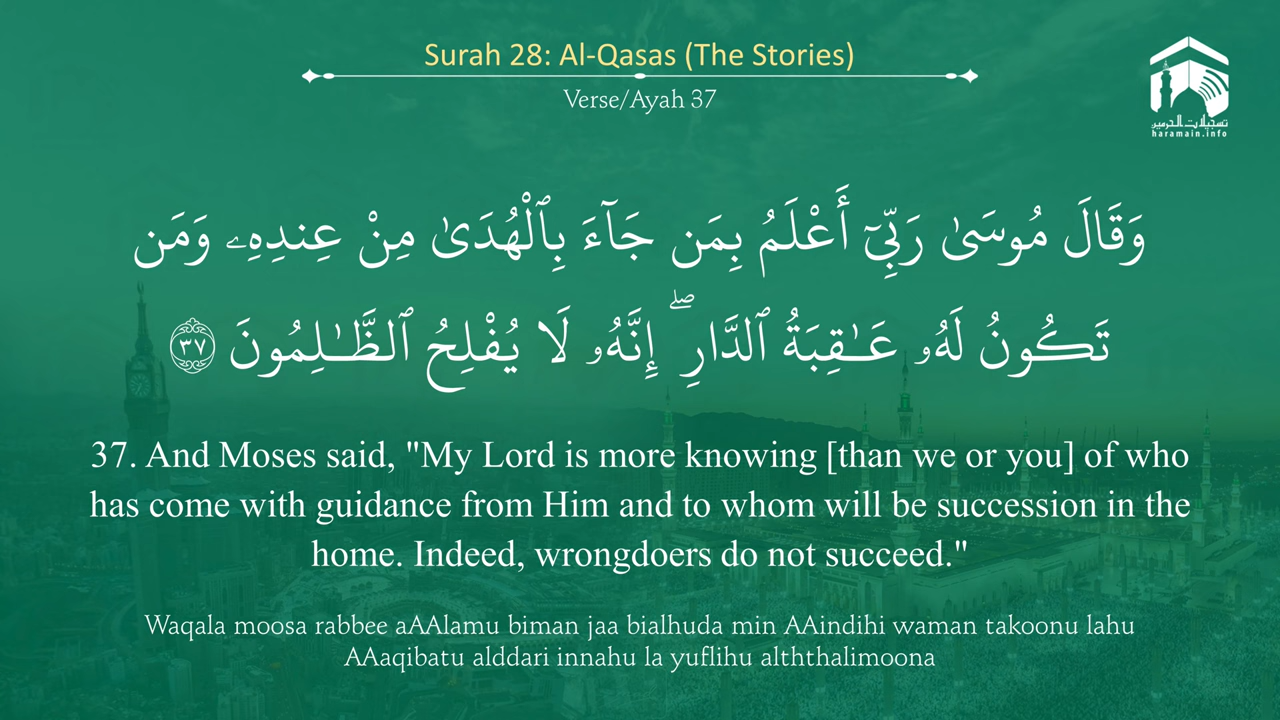 Surah 28: Al-Qasas (The Stories)
Verse/Ayah 37
تسجيلات الحرمين
haramain.info
وَقَالَ مُوسَىٰ رَبِّىٓ أَعْلَمُ بِمَن جَآءَ بِٱلْهُدَىٰ مِنْ عِندِهِۦ وَمَن
تَكُونُ لَهُۥ عَـٰقِبَةُ ٱلدَّارِ ۖ إِنَّهُۥ لَا يُفْلِحُ ٱلظَّـٰلِمُونَ ٣٧
37. And Moses said, "My Lord is more knowing [than we or you] of who
has come with guidance from Him and to whom will be succession in the
home. Indeed, wrongdoers do not succeed."
Waqala moosa rabbee aAAlamu biman jaa bialhuda min AAindihi waman takoonu lahu
AAaqibatu alddari innahu la yuflihu alththalimoona